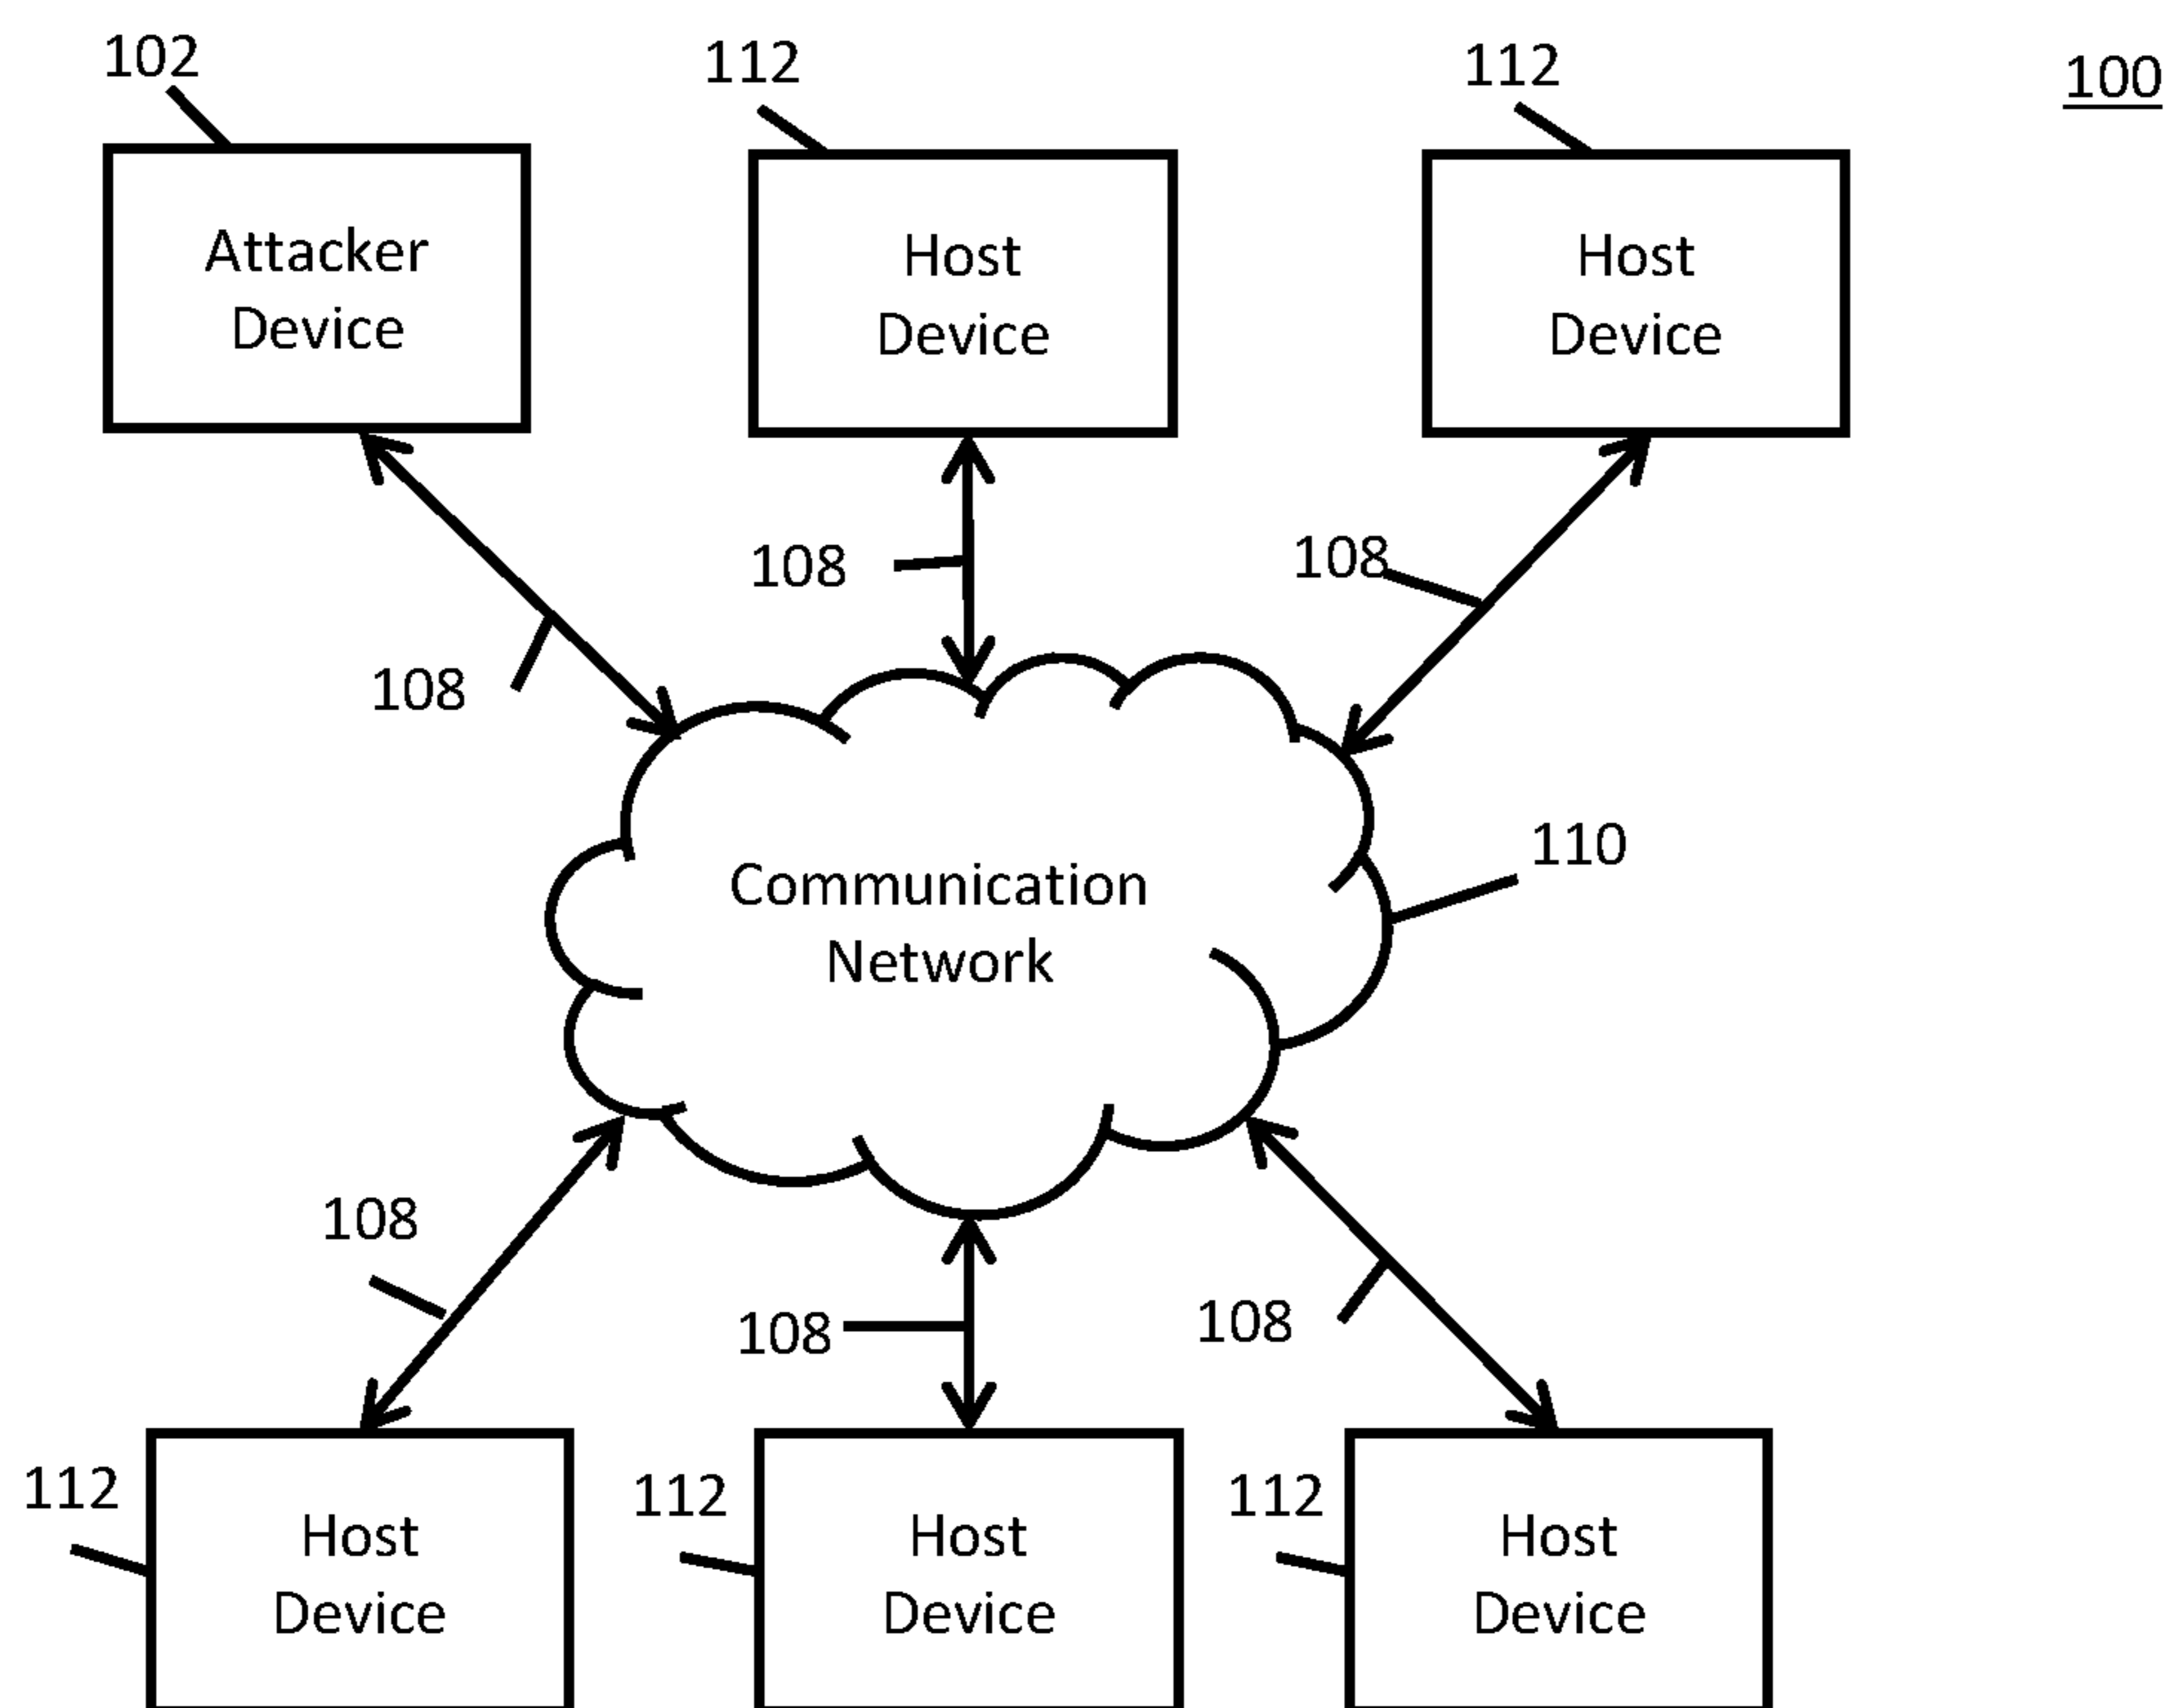 102
112
112
100
Attacker
Device
Host
Device
Host
Device
108
108
108
110
Communication
Network
108
108
108
112
Host
Device
112
Host
Device
112
Host
Device